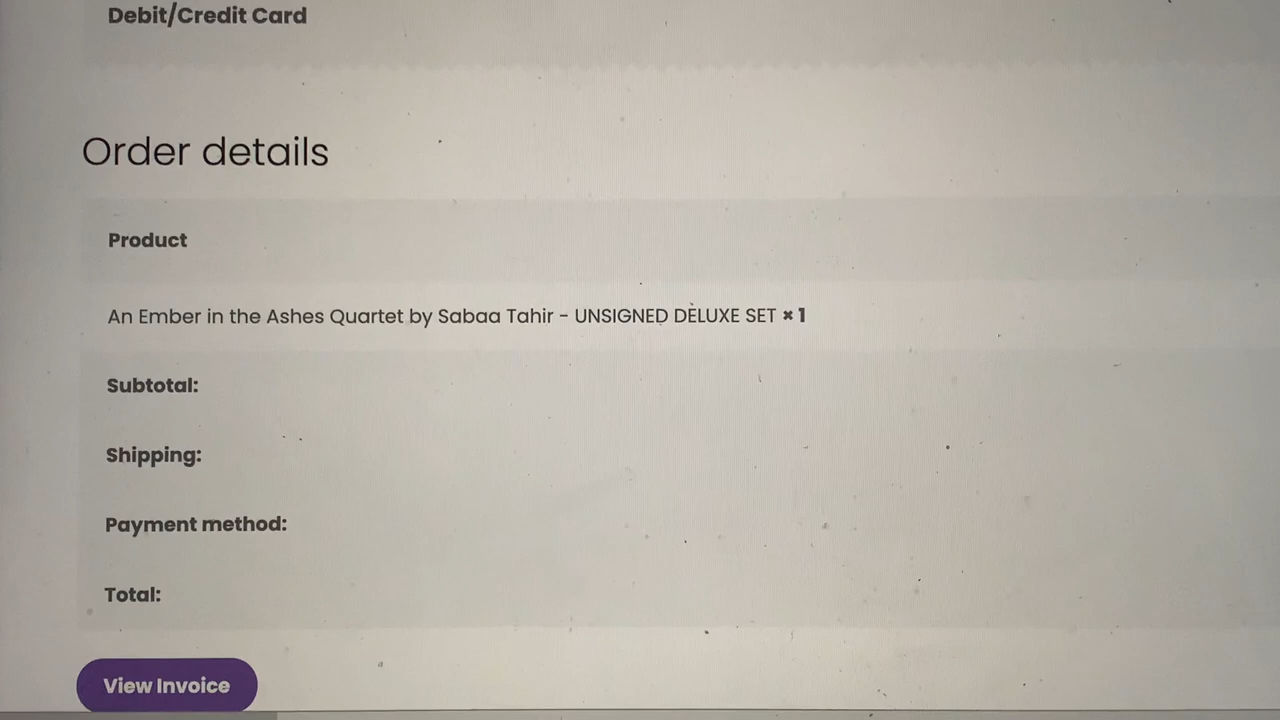 Debit/Credit Card
Order details
Product
An Ember in the Ashes Quartet by Sabaa Tahir - UNSIGNED DELUXE SET × 1
Subtotal:
Shipping:
Payment method:
Total:
View Invoice